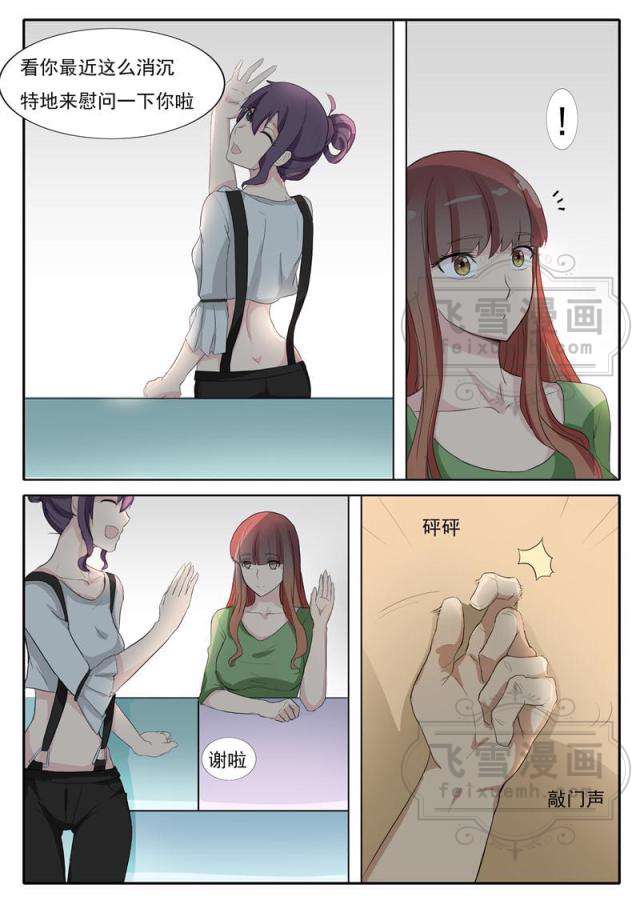 看你最近这么消沉
特地来慰问一下你啦
!
飞雪漫画
feixuemh.com
谢啦
砰砰
飞雪漫画
feixuemh.com
敲门声